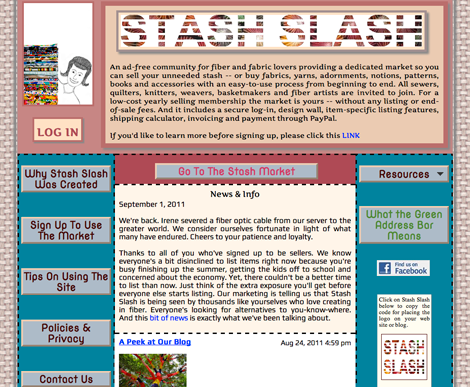 STASH SLASH
An ad-free community for fiber and fabric lovers providing a dedicated market so you
can sell your unneeded stash -- or buy fabrics, yarns, adornments, notions, patterns,
books and accessories with an easy-to-use process from beginning to end. All sewers,
quilters, knitters, weavers, basketmakers and fiber artists are invited to join. For a
low-cost yearly selling membership the market is yours -- without any listing or end-
of-sale fees. And it includes a secure log-in, design wall, item-specific listing features,
shipping calculator, invoicing and payment through PayPal.
If you'd like to learn more before signing up, please click this LINK
LOG IN
Why Stash Slash
Was Created
Sign Up To Use
The Market
Tips On Using The
Site
Policies &
Privacy
Contact Us
Go To The Stash Market
News & Info
September 1, 2011
We're back. Irene severed a fiber optic cable from our server to the
greater world. We consider ourselves fortunate in light of what
many have endured. Cheers to your patience and loyalty.
Thanks to all of you who've signed up to be sellers. We know
everyone's a bit disinclined to list items right now because you're
busy finishing up the summer, getting the kids off to school and
concerned about the economy. Yet, there couldn't be a better time
to list than now. Just think of the extra exposure you'll get before
everyone else starts listing. Our marketing is telling us that Stash
Slash is being seen by thousands like yourselves who love creating
in fiber. Everyone's looking for alternatives to you-know-where.
And this bit of news is exactly what we've been talking about.
A Peek at Our Blog
Aug 24, 2011 4:59 pm
Resources
What the Green
Address Bar
Means
Find us on
Facebook
Click on Stash Slash
below to copy the
code for placing the
logo on your web
site or blog.
STASH
SLASH